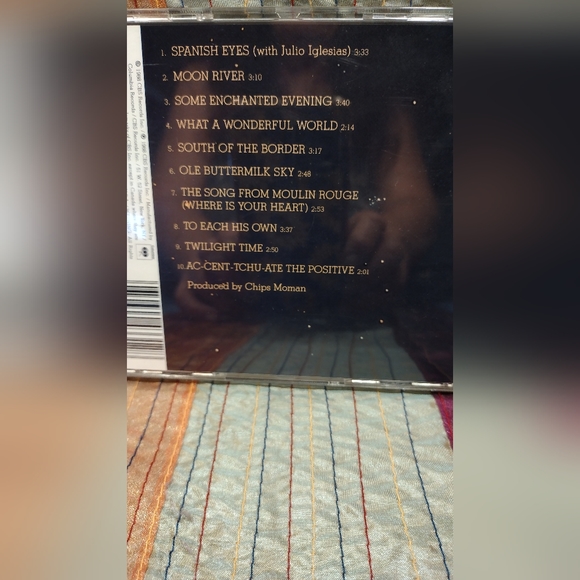 1. SPANISH EYES (with Julio Iglesias) 3:33
2. MOON RIVER 3:10
3. SOME ENCHANTED EVENING 3:40
4. WHAT A WONDERFUL WORLD 2:14
5. SOUTH OF THE BORDER 3:17
6. OLE BUTTERMILK SKY 2:48
7. THE SONG FROM MOULIN ROUGE
(WHERE IS YOUR HEART) 2:53
8. TO EACH HIS OWN 3:37
9. TWILIGHT TIME 2:50
10. AC-CENT-TCHU-ATE THE POSITIVE 2:01
Produced by Chips Moman